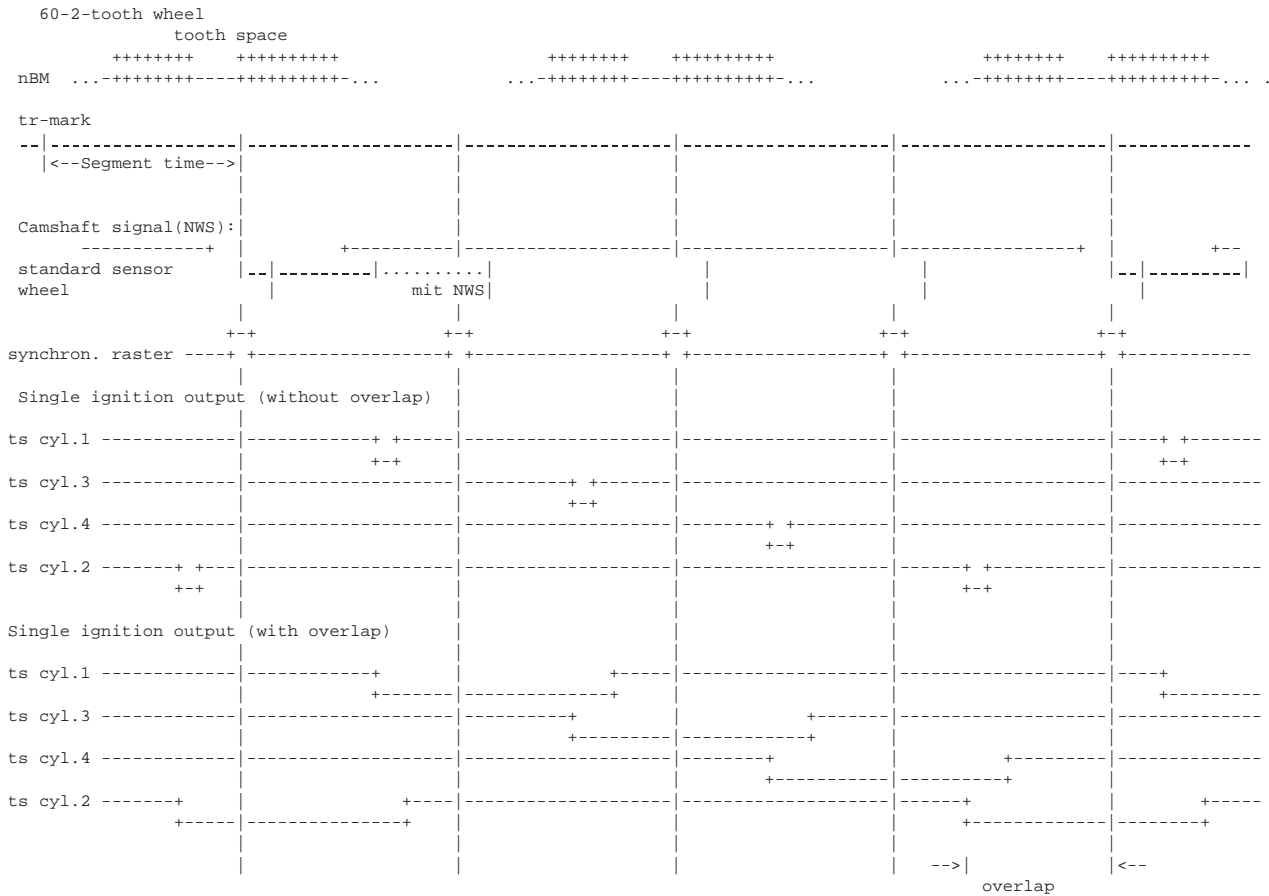 60-2-tooth wheel
tooth space
++++++++ ++++++++++ ++++++++ ++++++++++ ++++++++ ++++++++++
nBM ...-++++++++----++++++++++-... ...-++++++++----++++++++++-... ...-++++++++----++++++++++-... .
tr-mark
--|-------------------|--------------------|--------------------|--------------------|--------------------|-------------
|<--Segment time-->| | | | |
| | | | |
| | | | |
Camshaft signal(NWS):| | | | |
------------+ | +----------|--------------------|--------------------|-----------------+ | +--
standard sensor |--|---------|..........| | | |--|---------|
wheel | mit NWS| | | |
| | | | |
+-+ +-+ +-+ +-+ +-+
synchron. raster ----+ +-------------------+ +-------------------+ +-------------------+ +-------------------+ +------------
| | | | |
Single ignition output (without overlap)
| | | | |
ts cyl.1 -------------|------------+ +-----|--------------------|--------------------|--------------------|----+ +-------
| +-+ | | | | +-+
ts cyl.3 -------------|--------------------|----------+ +-------|--------------------|--------------------|--------------
| | +-+ | | |
ts cyl.4 -------------|--------------------|--------------------|--------+ +---------|--------------------|--------------
| | | +-+ | |
ts cyl.2 -------+ +---|--------------------|--------------------|--------------------|------+ +-----------|--------------
+-+ | | | | +-+ |
| | | | |
Single ignition output (with overlap)
| | | | |
ts cyl.1 -------------|------------+ +-----|--------------------|--------------------|----+
| +-------|--------------+ | | | +---------
ts cyl.3 -------------|--------------------|----------+ | +-------|--------------------|--------------
| | +---------|------------+ | |
ts cyl.4 -------------|--------------------|--------------------|--------+ | +---------|--------------
| | | +-----------|----------+ |
ts cyl.2 -------+ +----|--------------------|--------------------|------+ | +-----
+-----|---------------+ | | | +-------------|--------+
| | | | |
| | | | -->| |<--
overlap